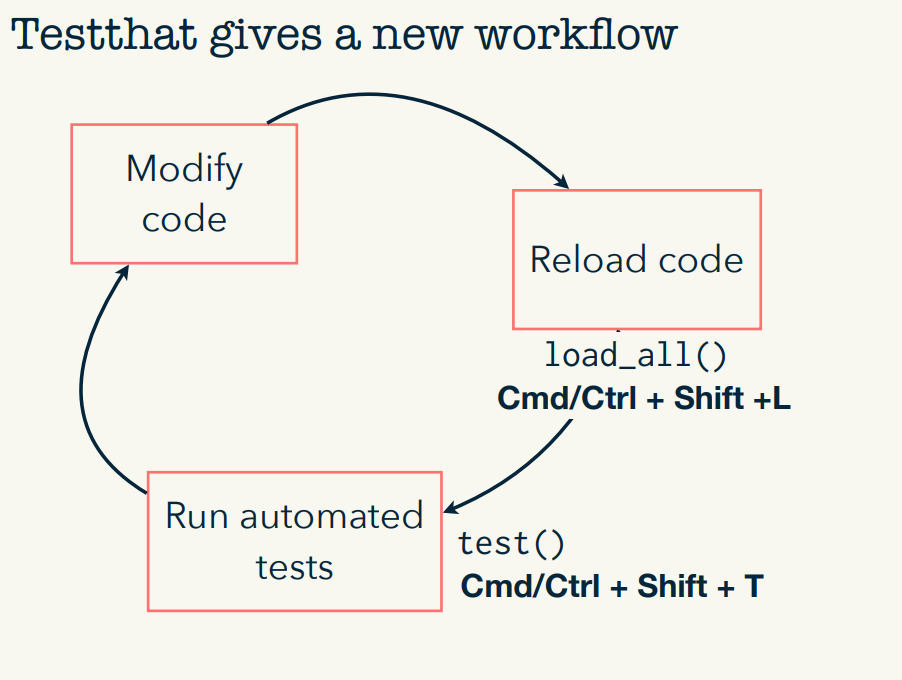 Testthat gives a new workflow
Modify
code
Reload code
load_all()
Cmd/Ctrl + Shift +L
Run automated
tests
test()
Cmd/Ctrl + Shift + T